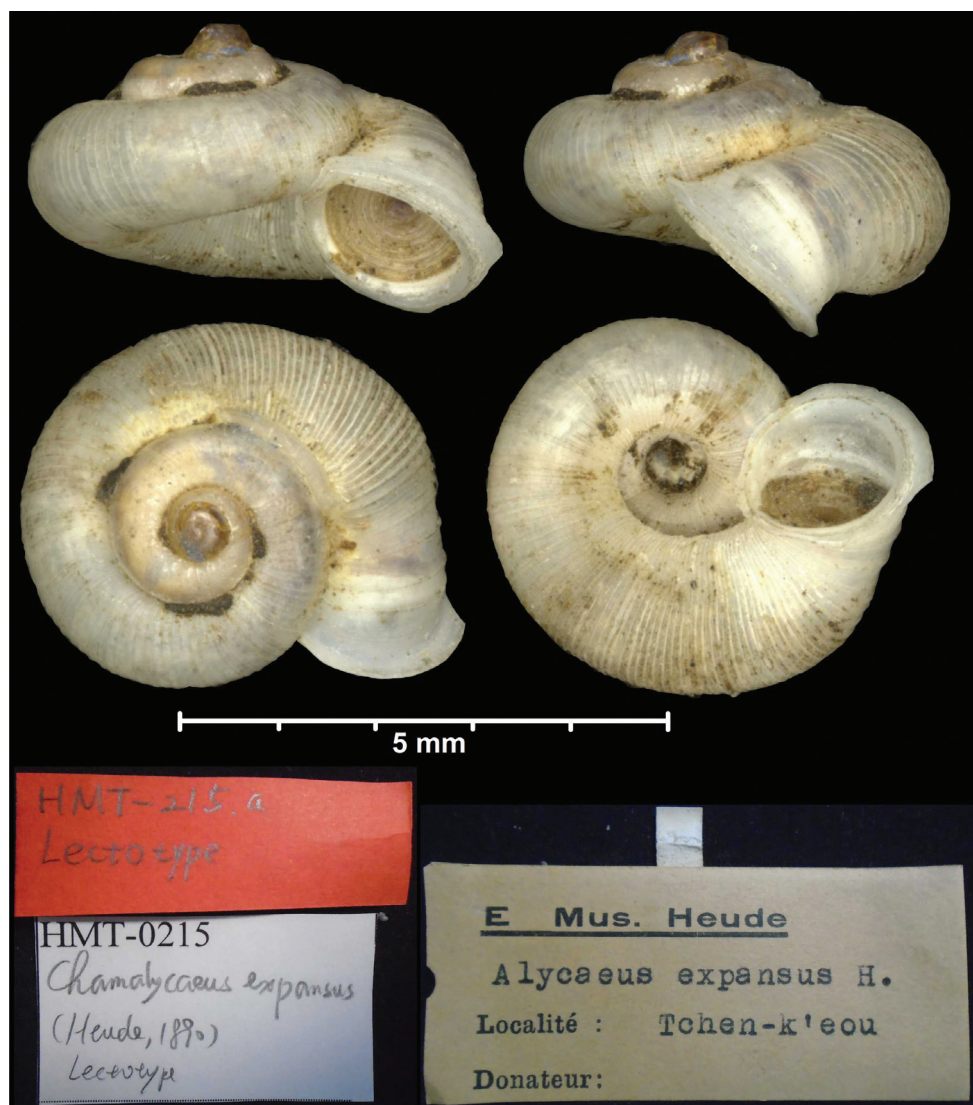 5 mm
HMT-215.a
Lectotype
HMT-0215
Chamalycaeus expansus
(Heude, 1890)
Lectotype
E Mus. Heude
Alycaeus expansus H.
Localité : Tchen-k'eou
Donateur: